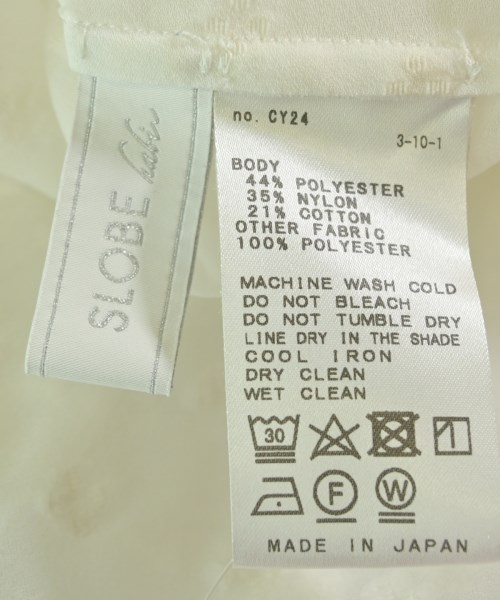 SLOBE
no. CY24
3-10-1
BODY
44% POLYESTER
35% NYLON
21% COTTON
OTHER FABRIC
100% POLYESTER
MACHINE WASH COLD
DO NOT BLEACH
DO NOT TUMBLE DRY
LINE DRY IN THE SHADE
COOL IRON
DRY CLEAN
WET CLEAN
30
F W
MADE IN JAPAN